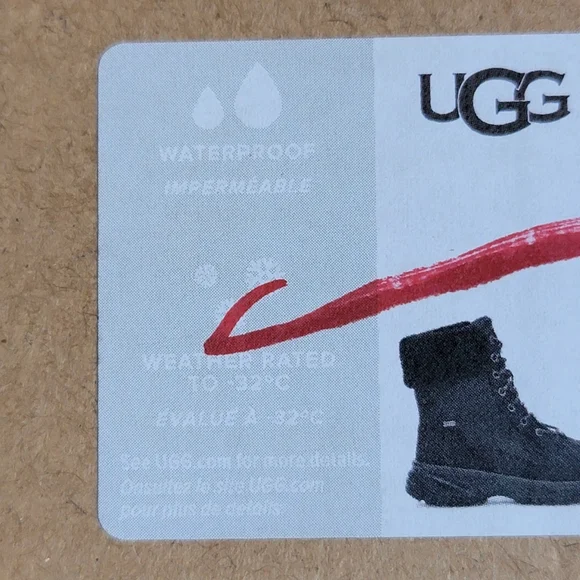 UGG
WATERPROOF
IMPERMÉABLE
WEATHER RATED
TO -32°C
ÉVALUÉ À -32°C
See UGG.com for more details.
Consultez le site UGG.com
pour plus de détails